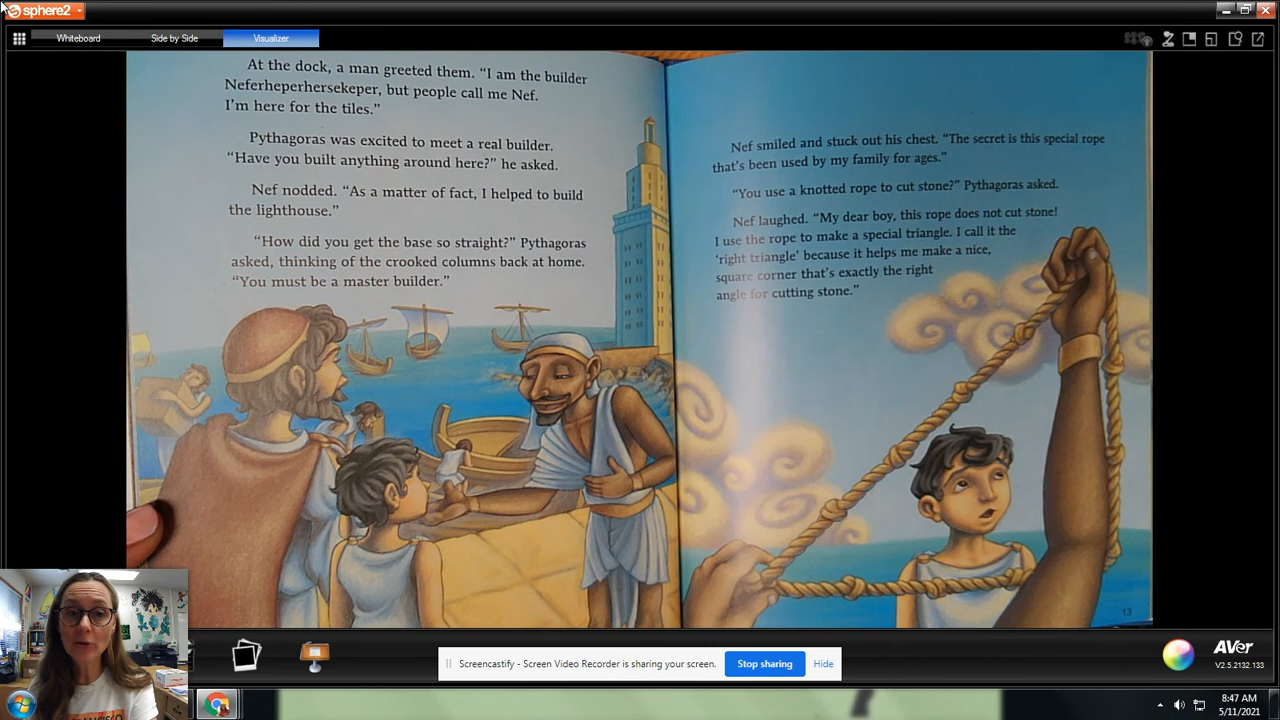 sphere2
Whiteboard
Side by Side
Visualizer
At the dock, a man greeted them. “I am the builder
Neferheperhersekeper, but people call me Nef.
I’m here for the tiles.”
Pythagoras was excited to meet a real builder.
“Have you built anything around here?” he asked.
Nef nodded. “As a matter of fact, I helped to build
the lighthouse.”
“How did you get the base so straight?” Pythagoras
asked, thinking of the crooked columns back at home.
“You must be a master builder.”
Nef smiled and stuck out his chest. “The secret is this special rope
that’s been used by my family for ages.”
“You use a knotted rope to cut stone?” Pythagoras asked.
Nef laughed. “My dear boy, this rope does not cut stone!
I use the rope to make a special triangle. I call it the
‘right triangle’ because it helps me make a nice,
square corner that’s exactly the right
angle for cutting stone.”
13
Screencastify - Screen Video Recorder is sharing your screen.
Stop sharing
Hide
AVer
V2.5.2132.133
8:47 AM
5/11/2021